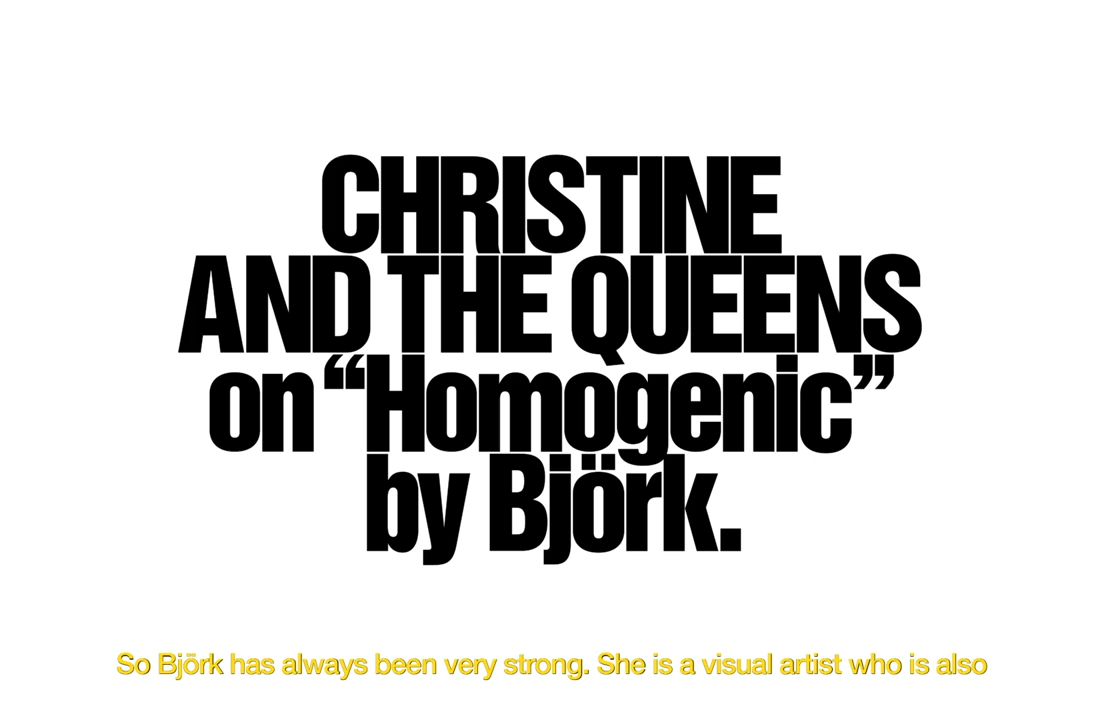 CHRISTINE
AND THE QUEENS
on “Homogenic”
by Björk.
So Björk has always been very strong. She is a visual artist who is also